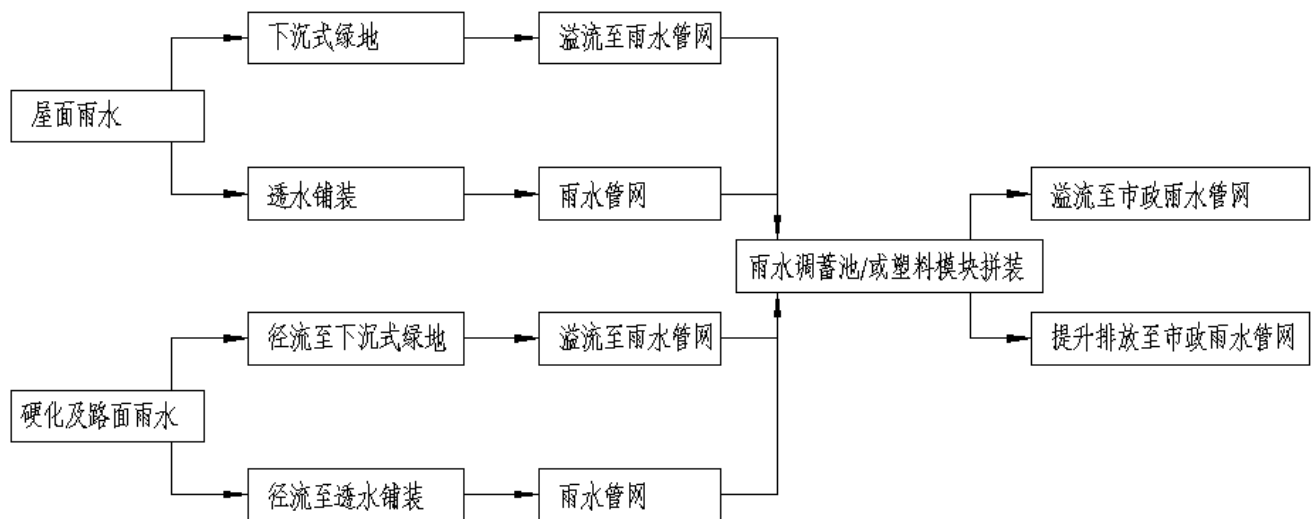 下沉式绿地
溢流至雨水管网
屋面雨水
透水铺装
雨水管网
溢流至市政雨水管网
雨水调蓄池/或塑料模块拼装
径流至下沉式绿地
溢流至雨水管网
提升排放至市政雨水管网
硬化及路面雨水
径流至透水铺装
雨水管网